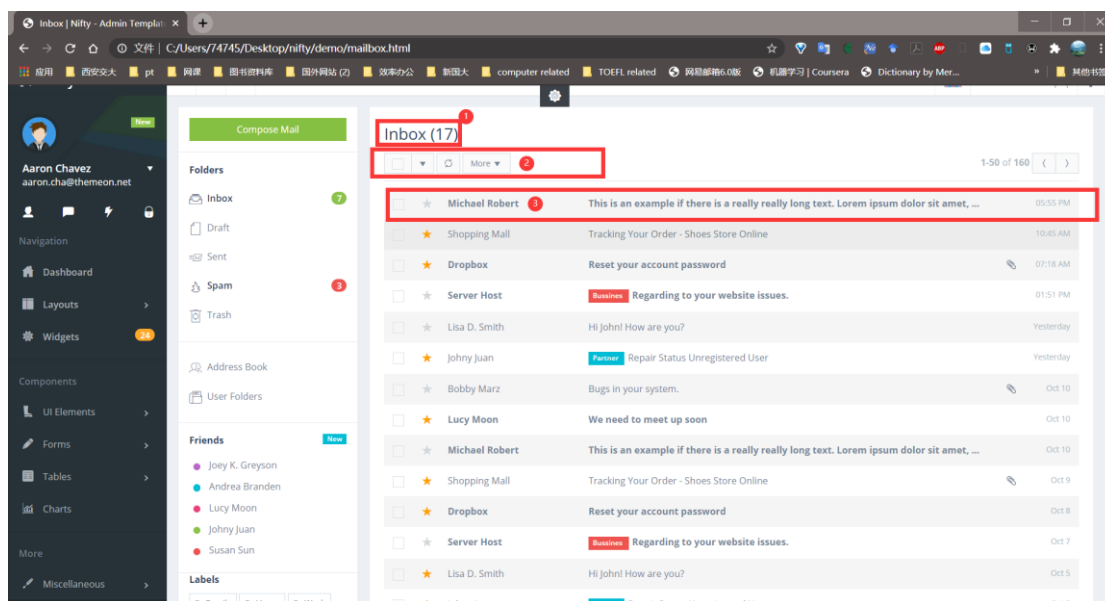 Inbox | Nifty - Admin Templat
文件 | C:/Users/74745/Desktop/nifty/demo/mailbox.html
ABP
应用 西安交大 pt 网课 图书资料库 国外网站 (2) 效率办公 新国大 computer related TOEFL related 网易邮箱6.0版 机器学习 | Coursera Dictionary by Mer... » 其他书签
New
Aaron Chavez
aaron.cha@themeon.net
Navigation
Dashboard
Layouts
Widgets 24
Components
UI Elements
Forms
Tables
Charts
More
Miscellaneous
Compose Mail
Folders
Inbox 7
Draft
Sent
Spam 3
Trash
Address Book
User Folders
Friends New
Joey K. Greyson
Andrea Branden
Lucy Moon
Johny Juan
Susan Sun
Labels
Inbox (17) 1
More 2
1-50 of 160
Michael Robert 3 This is an example if there is a really really long text. Lorem ipsum dolor sit amet, ... 05:55 PM
Shopping Mall Tracking Your Order - Shoes Store Online 10:45 AM
Dropbox Reset your account password 07:18 AM
Server Host Bussines Regarding to your website issues. 01:51 PM
Lisa D. Smith Hi John! How are you? Yesterday
Johny Juan Partner Repair Status Unregistered User Yesterday
Bobby Marz Bugs in your system. Oct 10
Lucy Moon We need to meet up soon Oct 10
Michael Robert This is an example if there is a really really long text. Lorem ipsum dolor sit amet, ... Oct 10
Shopping Mall Tracking Your Order - Shoes Store Online Oct 9
Dropbox Reset your account password Oct 8
Server Host Bussines Regarding to your website issues. Oct 7
Lisa D. Smith Hi John! How are you? Oct 5